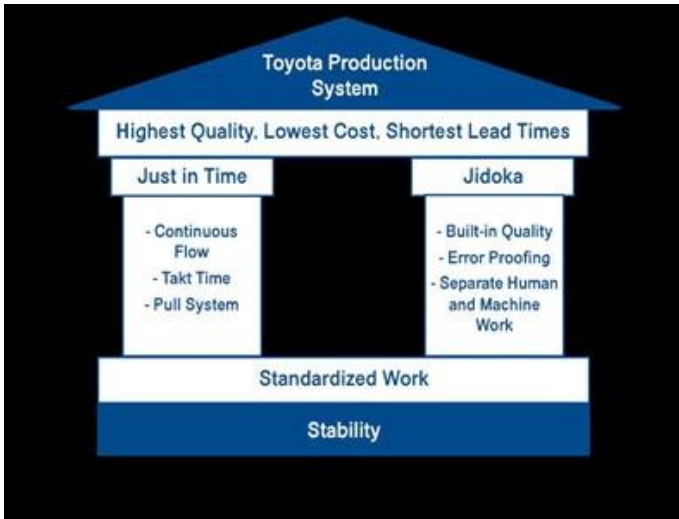 Toyota Production
System
Highest Quality, Lowest Cost, Shortest Lead Times
Just in Time
- Continuous
Flow
- Takt Time
- Pull System
Jidoka
- Built-in Quality
- Error Proofing
- Separate Human
and Machine
Work
Standardized Work
Stability